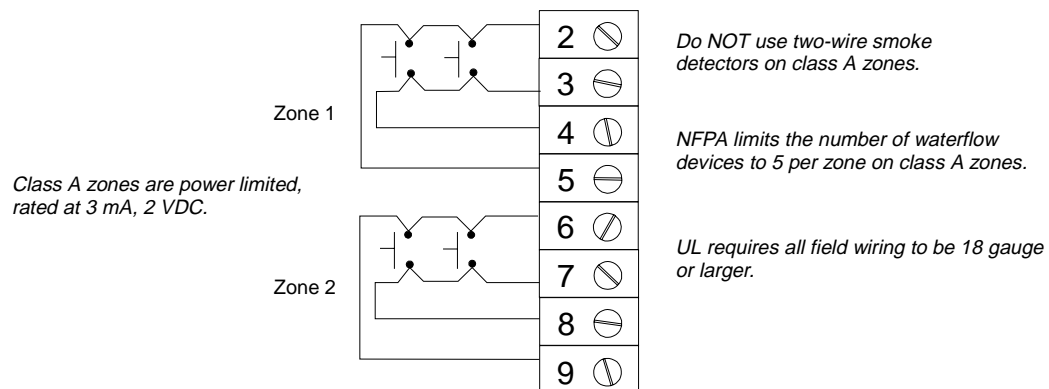 2
3
4
5
6
7
8
9
Zone 1
Zone 2
Class A zones are power limited,
rated at 3 mA, 2 VDC.
Do NOT use two-wire smoke
detectors on class A zones.
NFPA limits the number of waterflow
devices to 5 per zone on class A zones.
UL requires all field wiring to be 18 gauge
or larger.